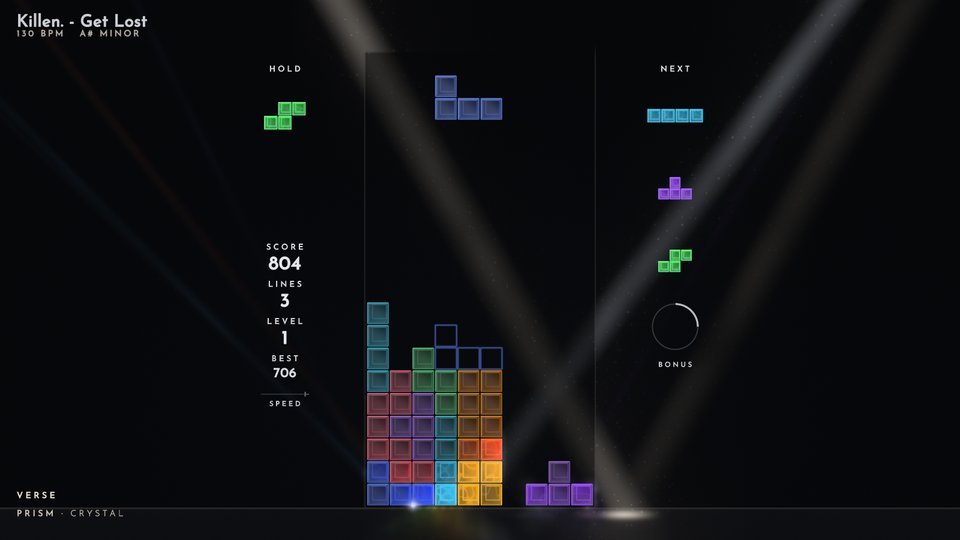 Killen. - Get Lost
130 BPM A# MINOR
HOLD
NEXT
SCORE
804
LINES
3
LEVEL
1
BEST
706
SPEED
BONUS
VERSE
PRISM - CRYSTAL